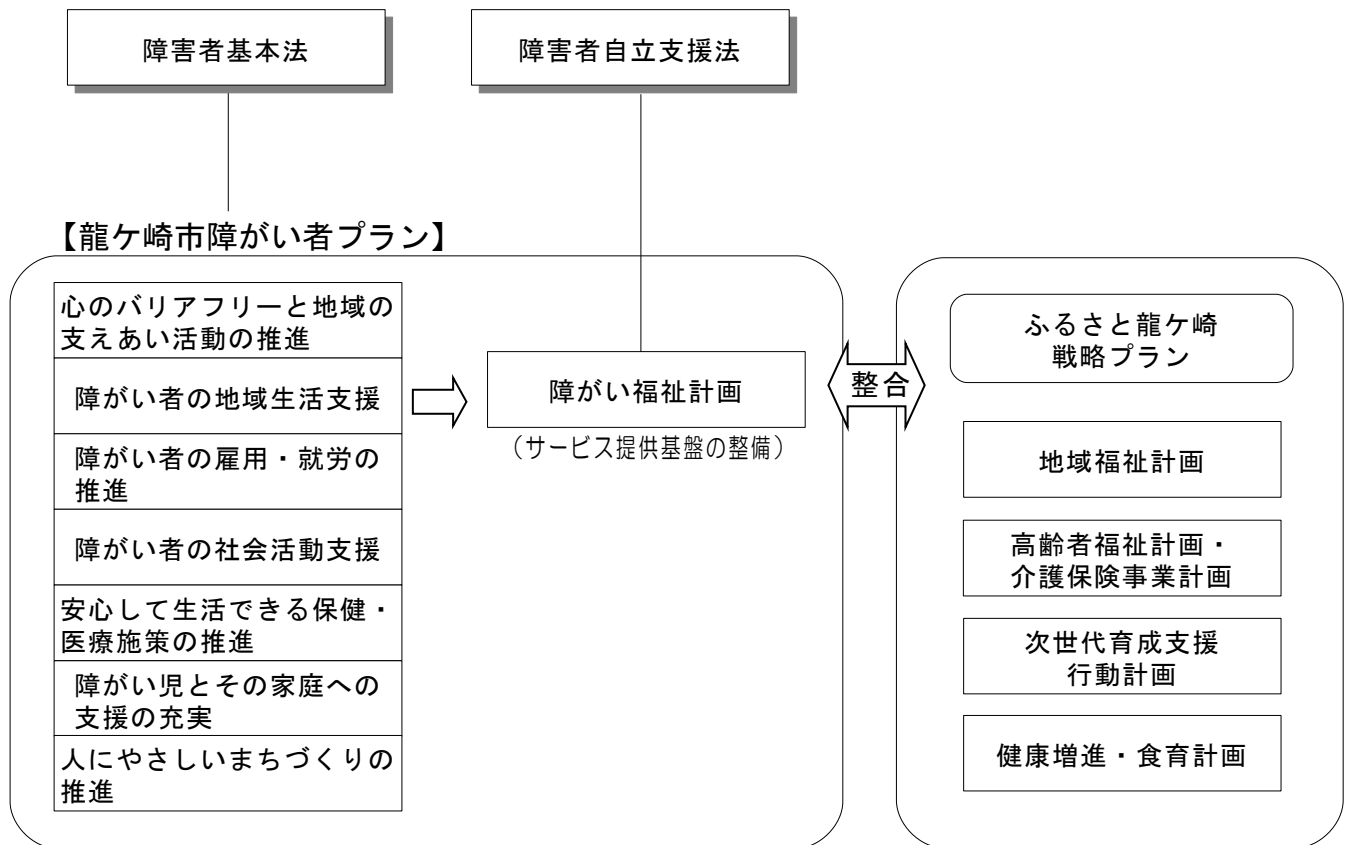 障害者基本法
障害者自立支援法
【龍ケ崎市障がい者プラン】
心のバリアフリーと地域の
支えあい活動の推進
障がい者の地域生活支援
障がい者の雇用・就労の
推進
障がい者の社会活動支援
安心して生活できる保健・
医療施策の推進
障がい児とその家庭への
支援の充実
人にやさしいまちづくりの
推進
障がい福祉計画
（サービス提供基盤の整備）
整合
ふるさと龍ケ崎
戦略プラン
地域福祉計画
高齢者福祉計画・
介護保険事業計画
次世代育成支援
行動計画
健康増進・食育計画